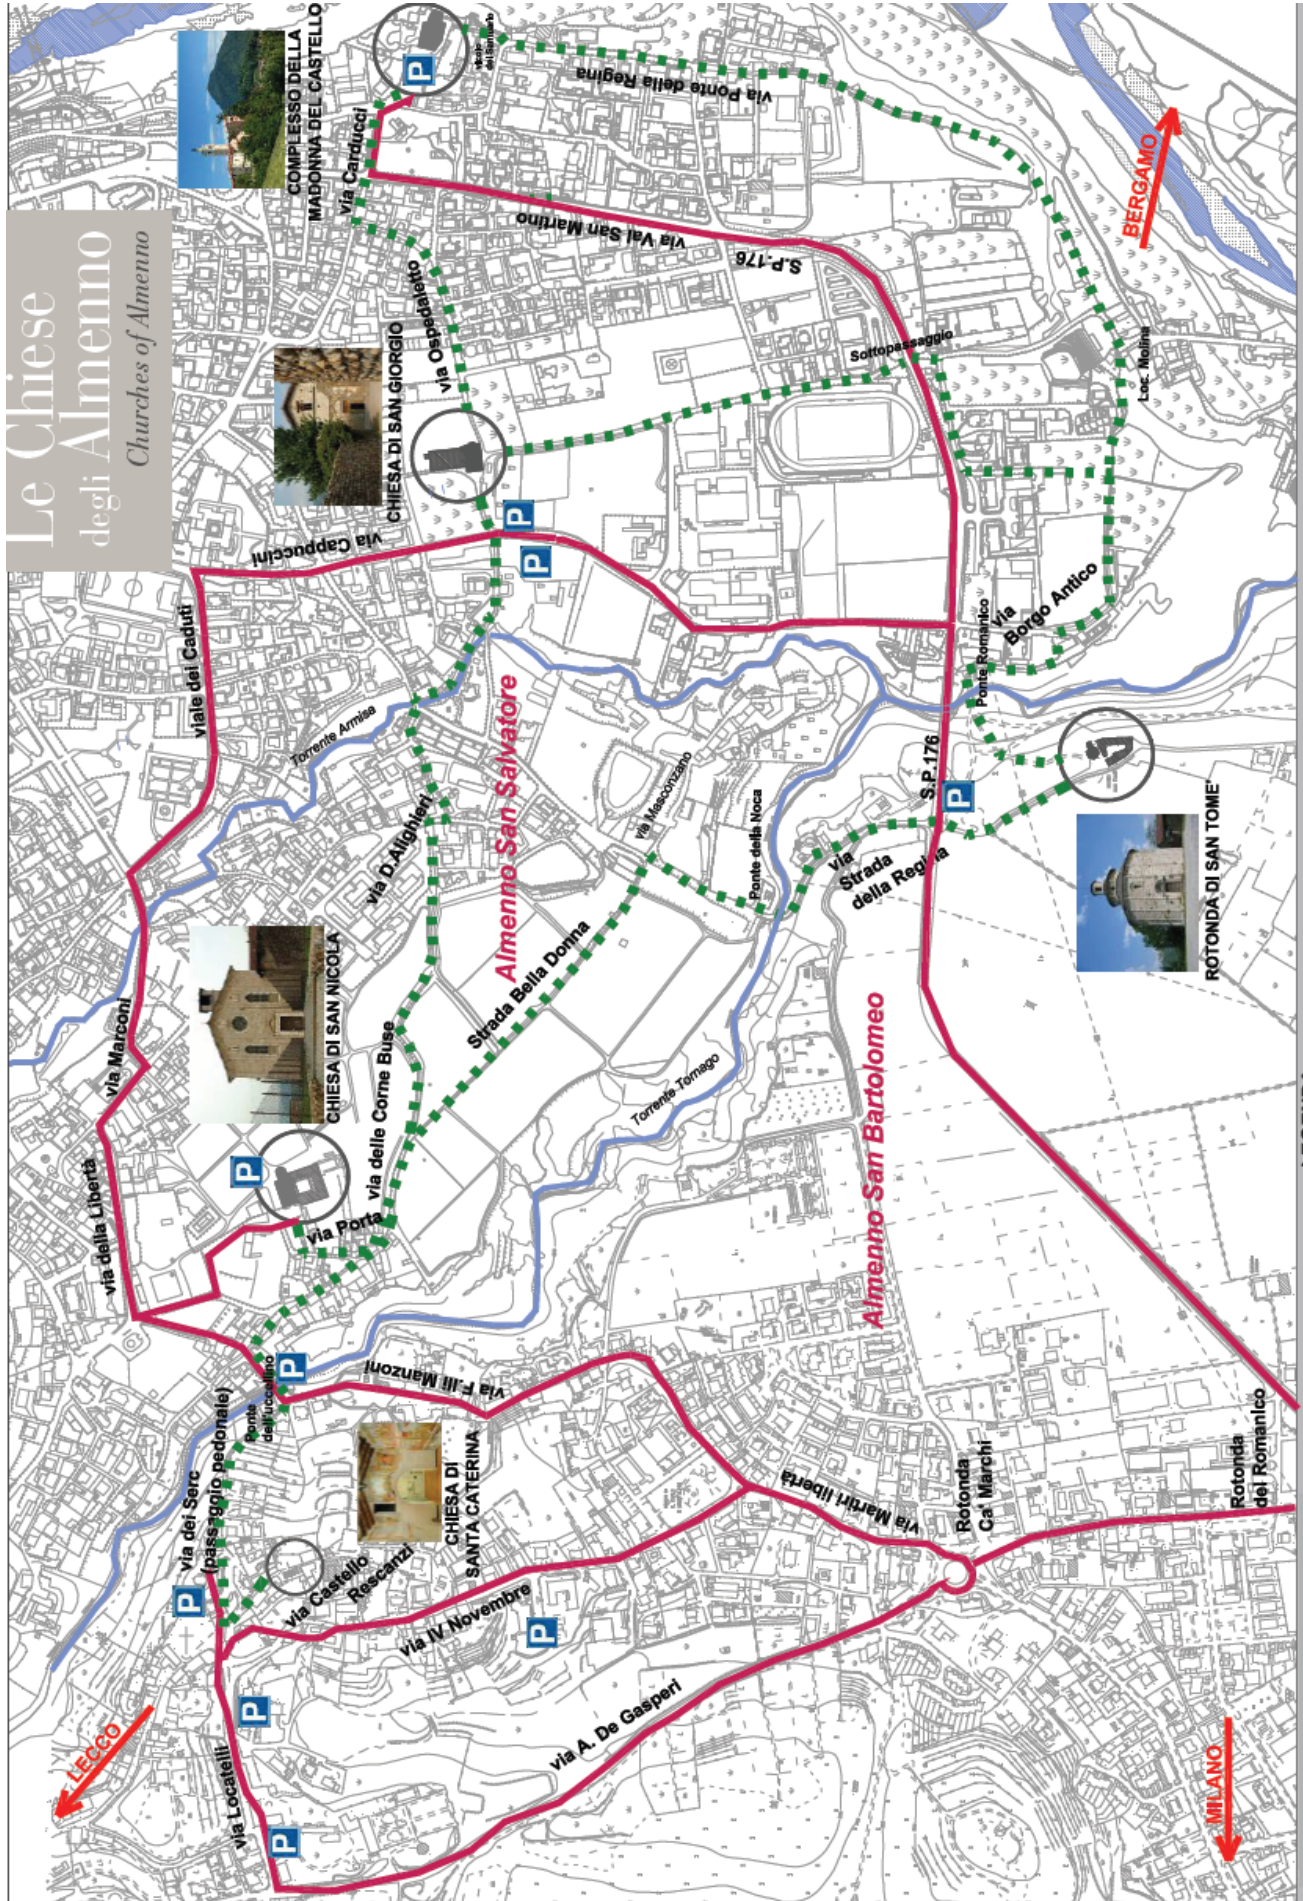 Le Chiese
degli Almenno
Churches of Almenno
LECCO
via Locatelli
P
P
P
via dei Serc
(passaggio pedonale)
Ponte
dell'uccellino
P
via della Libertà
via Marconi
viale dei Caduti
via Cappuccini
P
CHIESA DI SAN NICOLA
via Porta
via delle Corne Buse
via D.Alighieri
Torrente Armisa
CHIESA DI SAN GIORGIO
via Ospedaletto
COMPLESSO DELLA
MADONNA DEL CASTELLO
via Carducci
P
vicolo
del Santuario
via Ponte della Regina
via Val San Martino
S.P.176
Sottopassaggio
P
P
Almenno San Salvatore
Strada Bella Donna
via Mesconzano
Ponte della Noca
Torrente Tornago
via Castello
Rescanzi
CHIESA DI
SANTA CATERINA
via F.lli Manzoni
via IV Novembre
P
via A. De Gasperi
via Martiri libertà
Rotonda
Ca' Marchi
Almenno San Bartolomeo
via
Strada
della Regina
S.P.176
P
Ponte Romanico
via
Borgo Antico
Loc. Molina
BERGAMO
ROTONDA DI SAN TOME'
Rotonda
del Romanico
MILANO